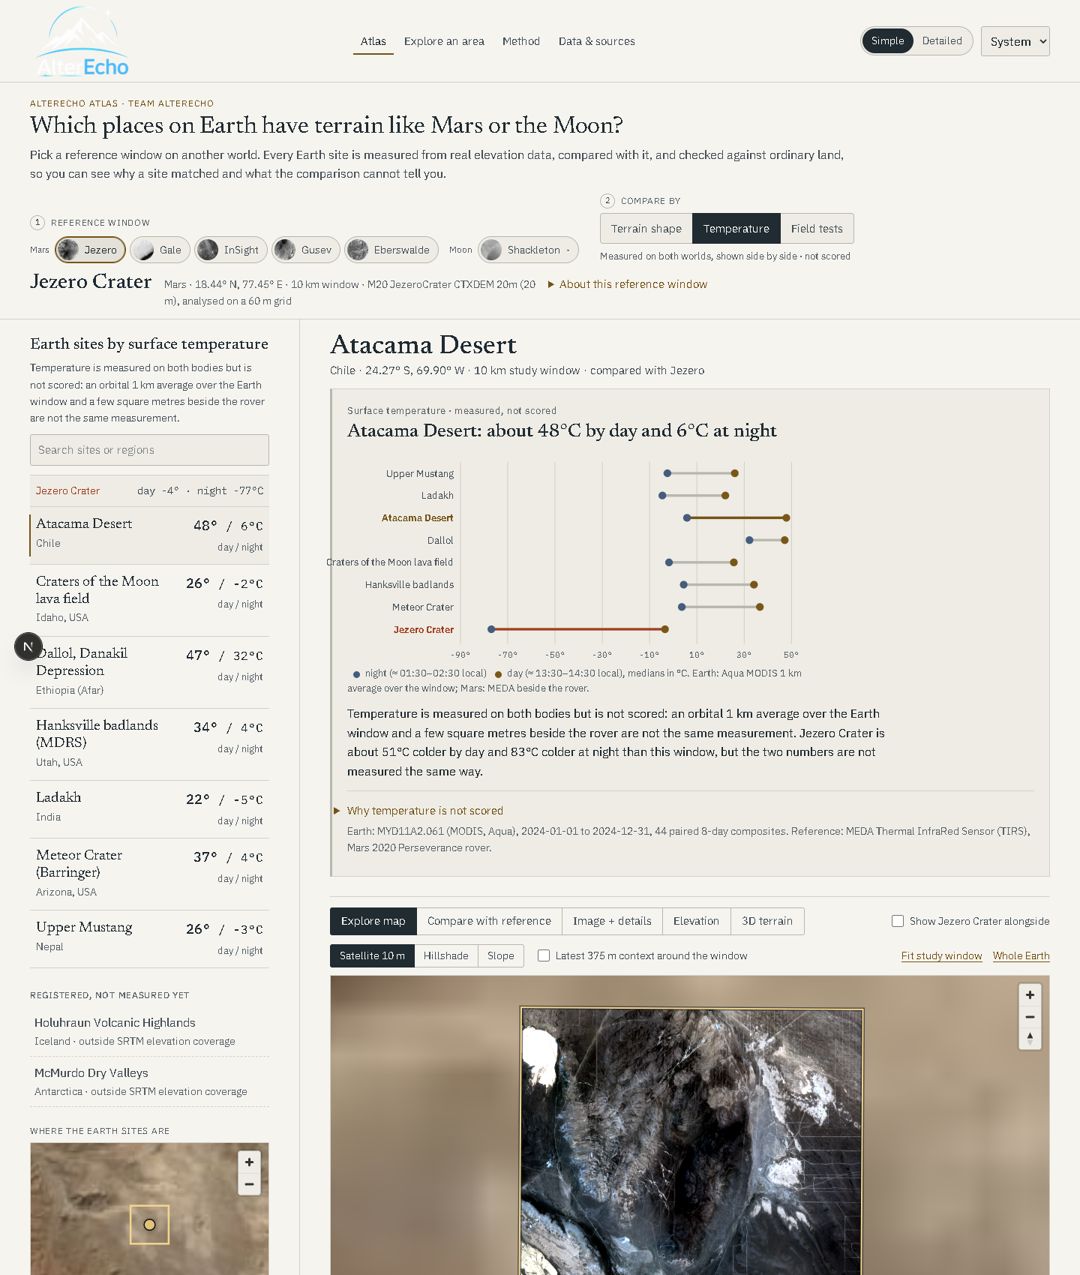 AlterEcho
Atlas
Explore an area
Method
Data & sources
Simple
Detailed
System
ALTERECHO ATLAS · TEAM ALTERECHO
Which places on Earth have terrain like Mars or the Moon?
Pick a reference window on another world. Every Earth site is measured from real elevation data, compared with it, and checked against ordinary land,
so you can see why a site matched and what the comparison cannot tell you.
1 REFERENCE WINDOW
Mars
Jezero
Gale
InSight
Gusev
Eberswalde
Moon
Shackleton ·
2 COMPARE BY
Terrain shape
Temperature
Field tests
Measured on both worlds, shown side by side · not scored
Jezero Crater
Mars · 18.44° N, 77.45° E · 10 km window · M20 JezeroCrater CTXDEM 20m (20
m), analysed on a 60 m grid
▶ About this reference window
Earth sites by surface temperature
Temperature is measured on both bodies but is
not scored: an orbital 1 km average over the Earth
window and a few square metres beside the rover
are not the same measurement.
Search sites or regions
Jezero Crater day -4° · night -77°C
Atacama Desert 48° / 6°C
Chile day / night
Craters of the Moon 26° / -2°C
lava field day / night
Idaho, USA
N
Dallol, Danakil 47° / 32°C
Depression day / night
Ethiopia (Afar)
Hanksville badlands 34° / 4°C
(MDRS) day / night
Utah, USA
Ladakh 22° / -5°C
India day / night
Meteor Crater 37° / 4°C
(Barringer) day / night
Arizona, USA
Upper Mustang 26° / -3°C
Nepal day / night
REGISTERED, NOT MEASURED YET
Holuhraun Volcanic Highlands
Iceland · outside SRTM elevation coverage
McMurdo Dry Valleys
Antarctica · outside SRTM elevation coverage
WHERE THE EARTH SITES ARE
+
−
Atacama Desert
Chile · 24.27° S, 69.90° W · 10 km study window · compared with Jezero
Surface temperature · measured, not scored
Atacama Desert: about 48°C by day and 6°C at night
Upper Mustang
Ladakh
Atacama Desert
Dallol
Craters of the Moon lava field
Hanksville badlands
Meteor Crater
Jezero Crater
-90° -70° -50° -30° -10° 10° 30° 50°
night (≈ 01:30–02:30 local) day (≈ 13:30–14:30 local), medians in °C. Earth: Aqua MODIS 1 km
average over the window; Mars: MEDA beside the rover.
Temperature is measured on both bodies but is not scored: an orbital 1 km average over the Earth
window and a few square metres beside the rover are not the same measurement. Jezero Crater is
about 51°C colder by day and 83°C colder at night than this window, but the two numbers are not
measured the same way.
▶ Why temperature is not scored
Earth: MYD11A2.061 (MODIS, Aqua), 2024-01-01 to 2024-12-31, 44 paired 8-day composites. Reference: MEDA Thermal InfraRed Sensor (TIRS),
Mars 2020 Perseverance rover.
Explore map
Compare with reference
Image + details
Elevation
3D terrain
Show Jezero Crater alongside
Satellite 10 m
Hillshade
Slope
Latest 375 m context around the window
Fit study window
Whole Earth
+
−